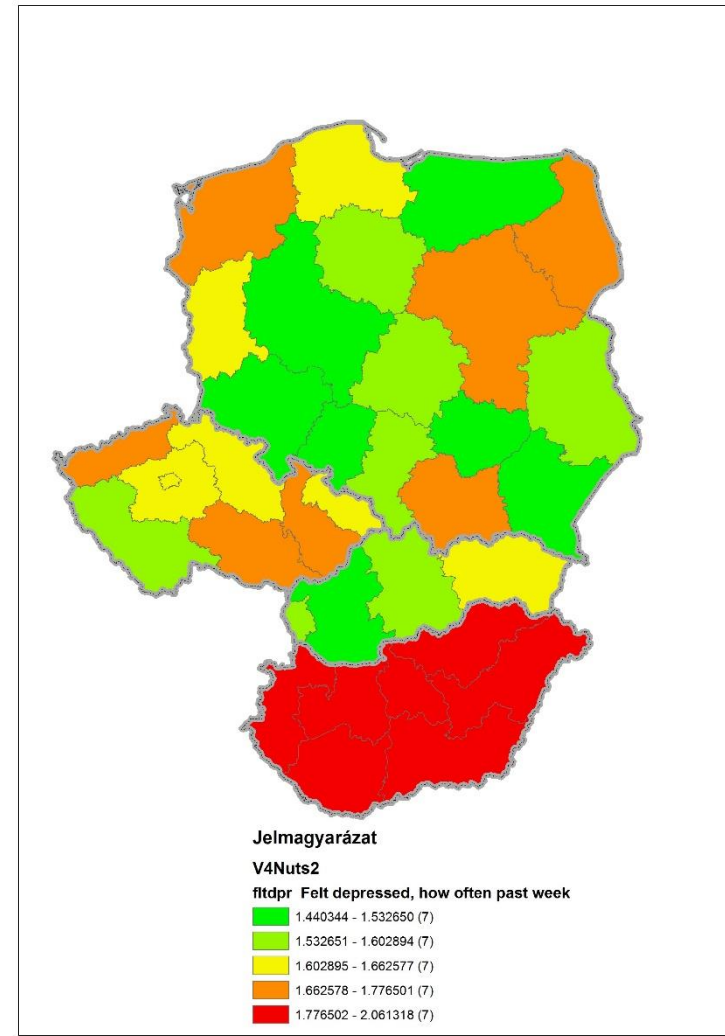 Jelmagyarázat
V4Nuts2
fltdpr Felt depressed, how often past week
1.440344 - 1.532650 (7)
1.532651 - 1.602894 (7)
1.602895 - 1.662577 (7)
1.662578 - 1.776501 (7)
1.776502 - 2.061318 (7)